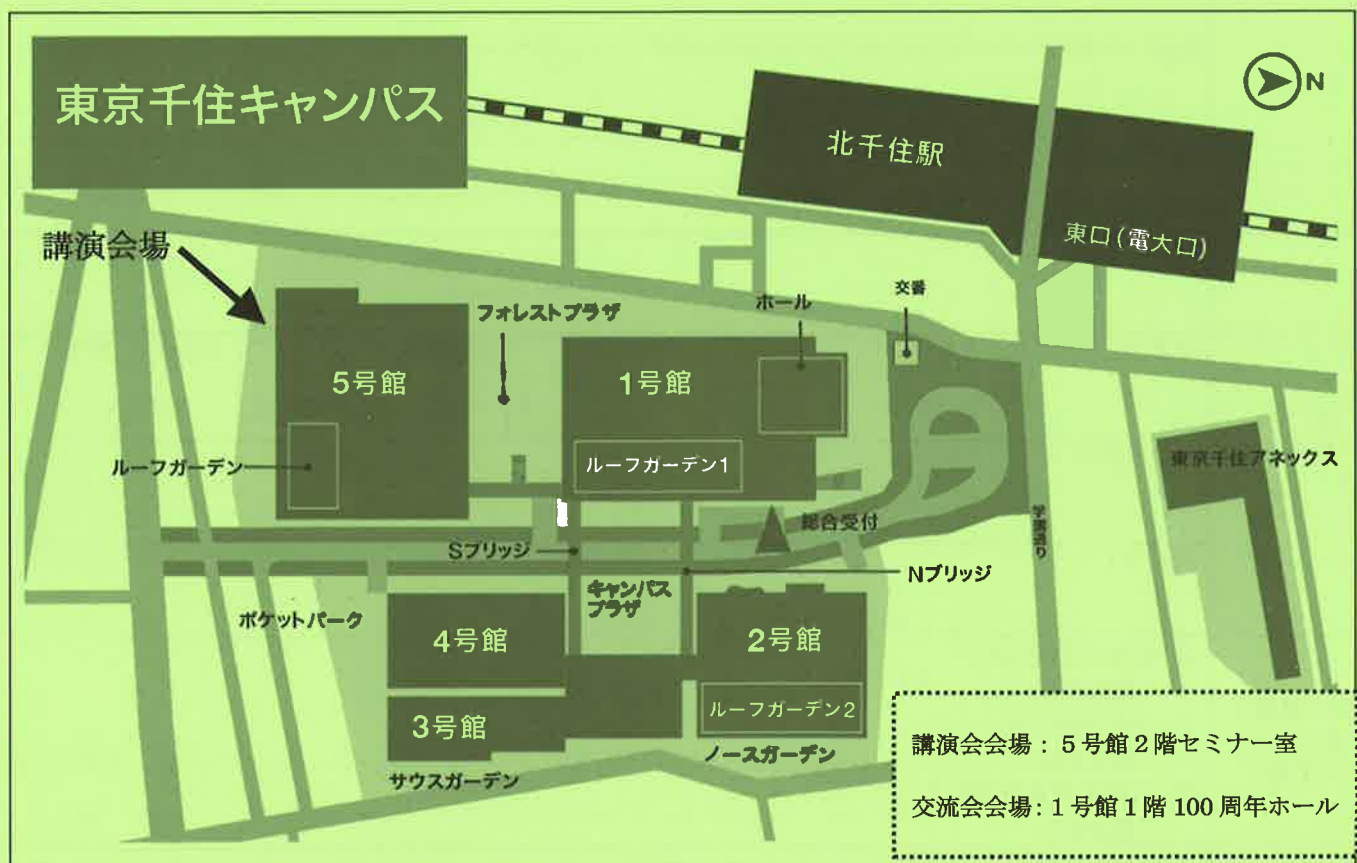 東京千住キャンパス
N
北千住駅
東口(電大口)
講演会場
フォレストプラザ
ホール
交番
5号館
1号館
ルーフガーデン
ルーフガーデン1
東京千住アネックス
総合受付
学園通り
Sブリッジ
Nブリッジ
キャンパス
プラザ
ポケットパーク
4号館
2号館
3号館
ルーフガーデン2
ノースガーデン
サウスガーデン
講演会会場:5号館2階セミナー室
交流会会場:1号館1階100周年ホール